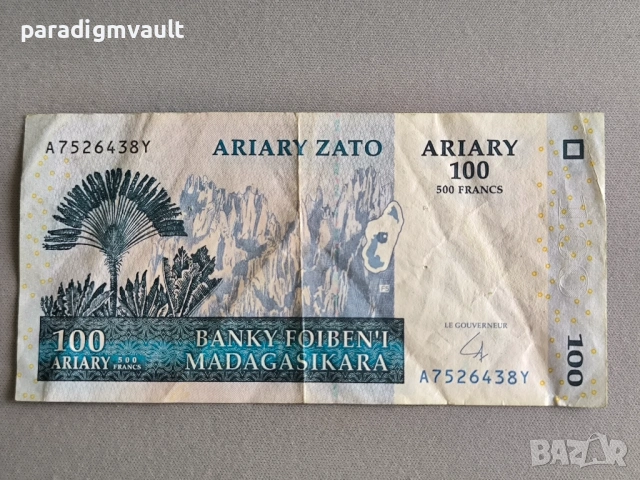 paradigmvault
A7526438Y
ARIARY ZATO
ARIARY
100
500 FRANCS
LE GOUVERNEUR
100
ARIARY 500 FRANCS
BANKY FOIBEN'I
MADAGASIKARA
A7526438Y
100
BAZAR